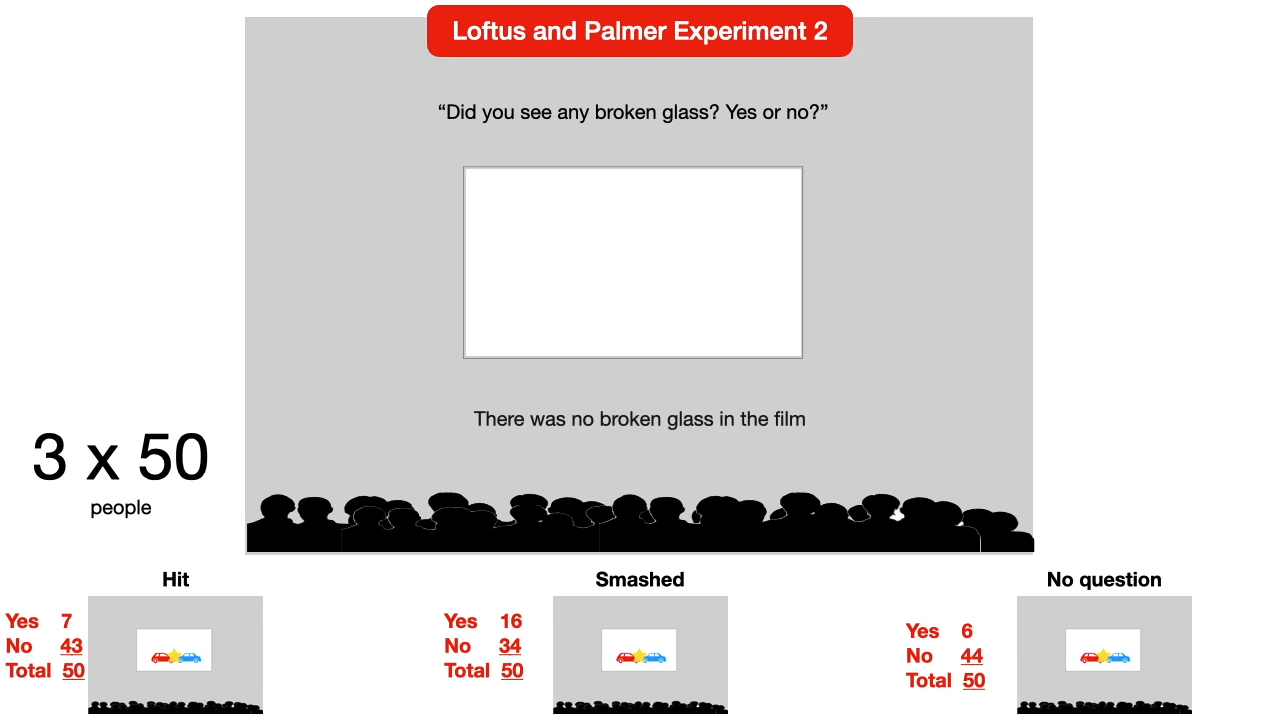 Loftus and Palmer Experiment 2
“Did you see any broken glass? Yes or no?”
There was no broken glass in the film
3 x 50
people
Hit
Yes 7
No 43
Total 50
Smashed
Yes 16
No 34
Total 50
No question
Yes 6
No 44
Total 50